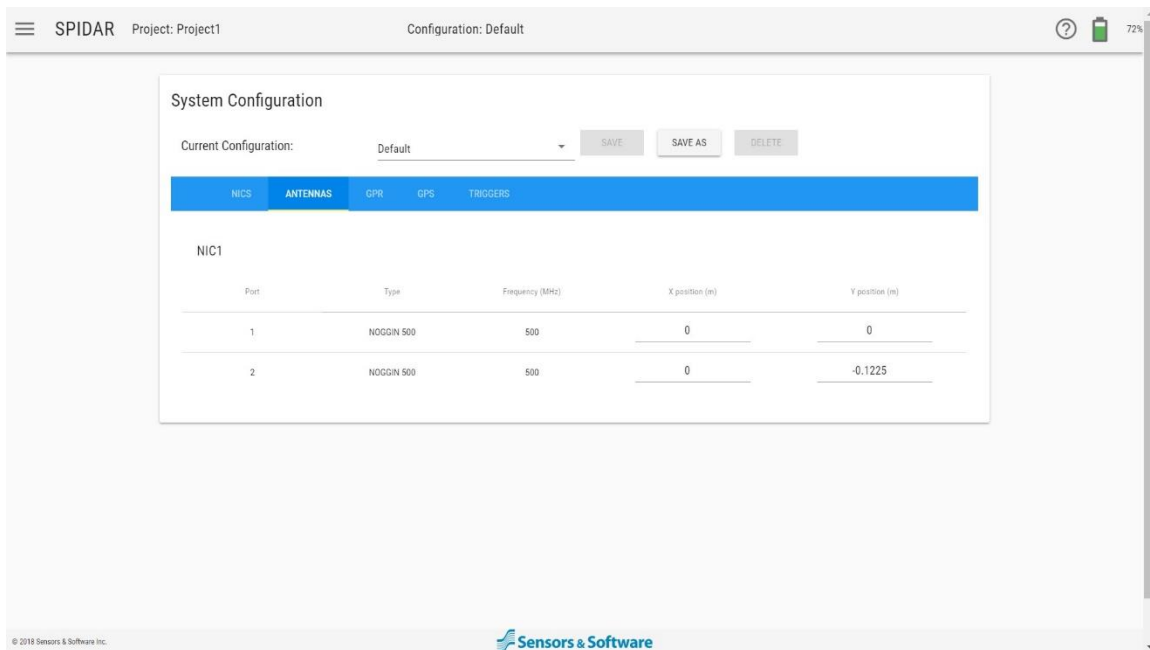 SPIDAR Project: Project1 Configuration: Default 72%
System Configuration
Current Configuration: Default SAVE SAVE AS DELETE
NICS ANTENNAS GPR GPS TRIGGERS
NIC1
Port Type Frequency (MHz) X position (m) Y position (m)
1 NOGGIN 500 500 0 0
2 NOGGIN 500 500 0 -0.1225
© 2018 Sensors & Software Inc. Sensors & Software